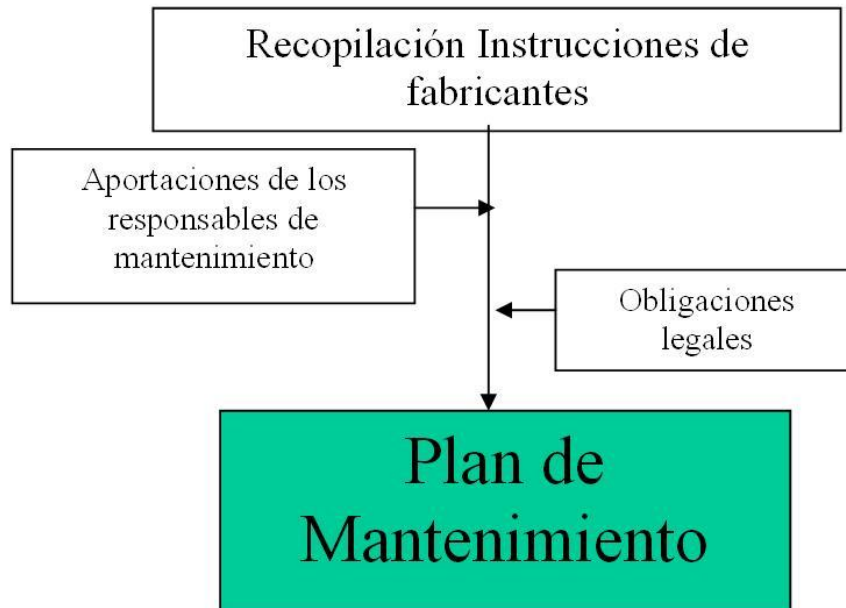 Recopilación Instrucciones de
fabricantes
Aportaciones de los
responsables de
mantenimiento
Obligaciones
legales
Plan de
Mantenimiento